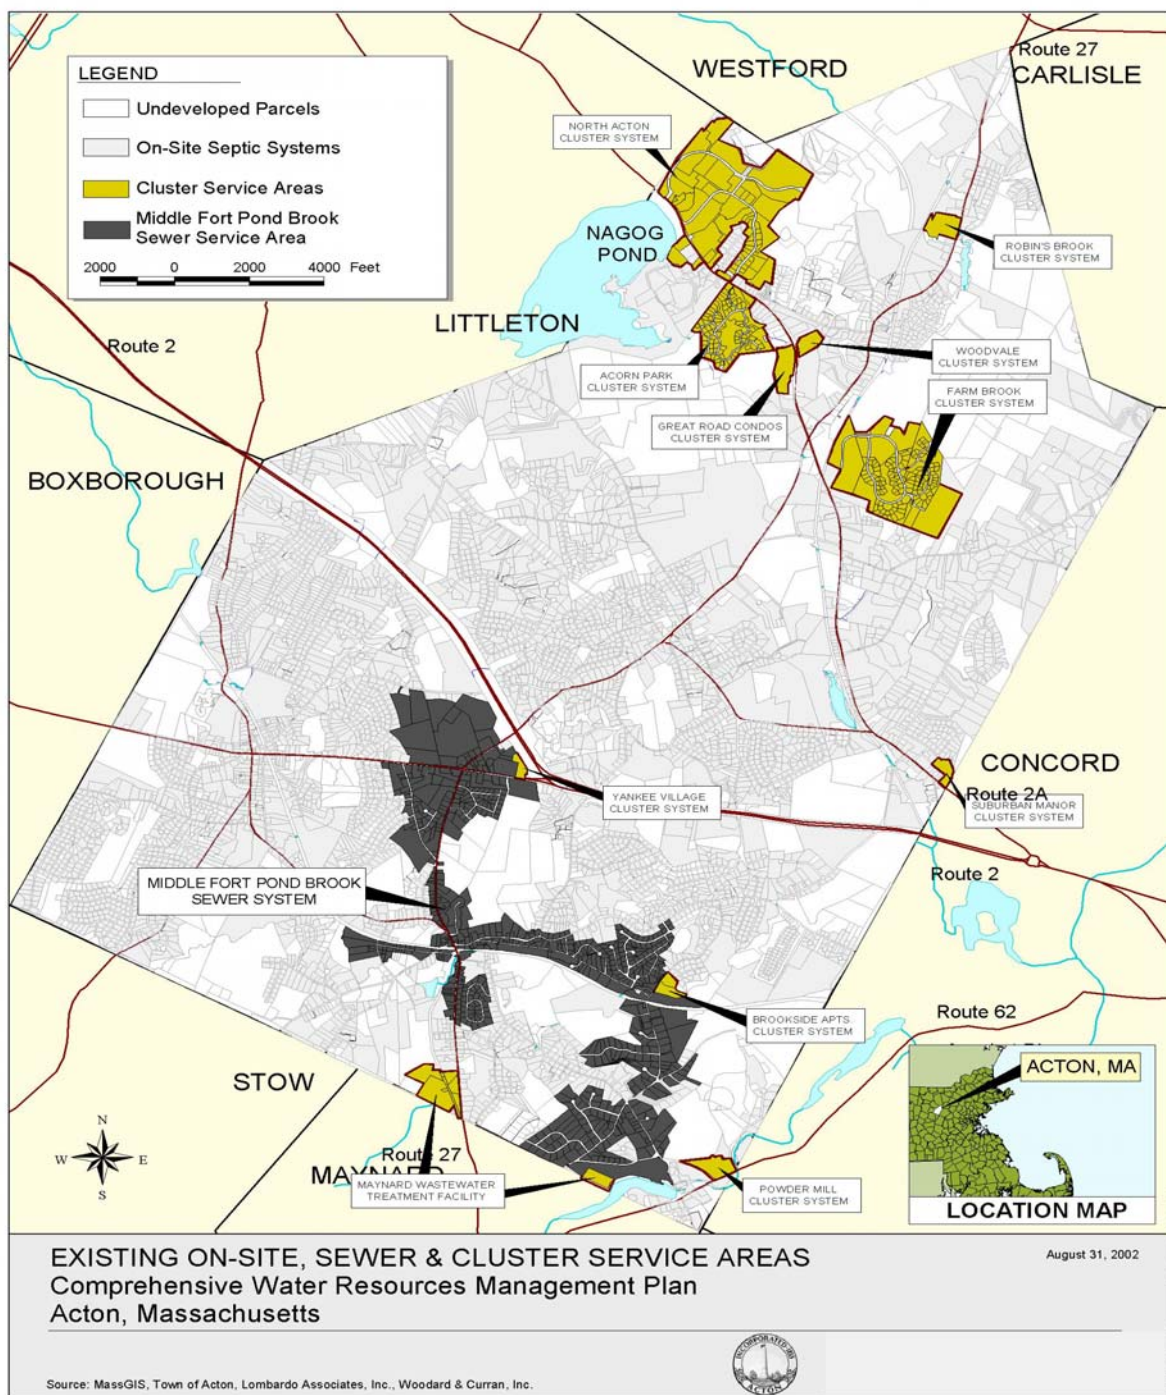 Route 27
WESTFORD
CARLISLE
LEGEND
Undeveloped Parcels
On-Site Septic Systems
Cluster Service Areas
Middle Fort Pond Brook
Sewer Service Area
2000 0 2000 4000 Feet
NORTH ACTON
CLUSTER SYSTEM
NAGOG
POND
ROBIN'S BROOK
CLUSTER SYSTEM
LITTLETON
Route 2
WOODVALE
CLUSTER SYSTEM
ACORN PARK
CLUSTER SYSTEM
FARM BROOK
CLUSTER SYSTEM
GREAT ROAD CONDOS
CLUSTER SYSTEM
BOXBOROUGH
CONCORD
Route 2A
YANKEE VILLAGE
CLUSTER SYSTEM
SUBURBAN MANOR
CLUSTER SYSTEM
MIDDLE FORT POND BROOK
SEWER SYSTEM
Route 2
BROOKSIDE APTS.
CLUSTER SYSTEM
Route 62
STOW
ACTON, MA
N
W E
S
Route 27
MAYNARD
MAYNARD WASTEWATER
TREATMENT FACILITY
POWDER MILL
CLUSTER SYSTEM
LOCATION MAP
EXISTING ON-SITE, SEWER & CLUSTER SERVICE AREAS
August 31, 2002
Comprehensive Water Resources Management Plan
Acton, Massachusetts
INCORPORATED
ACTON
Source: MassGIS, Town of Acton, Lombardo Associates, Inc., Woodard & Curran, Inc.